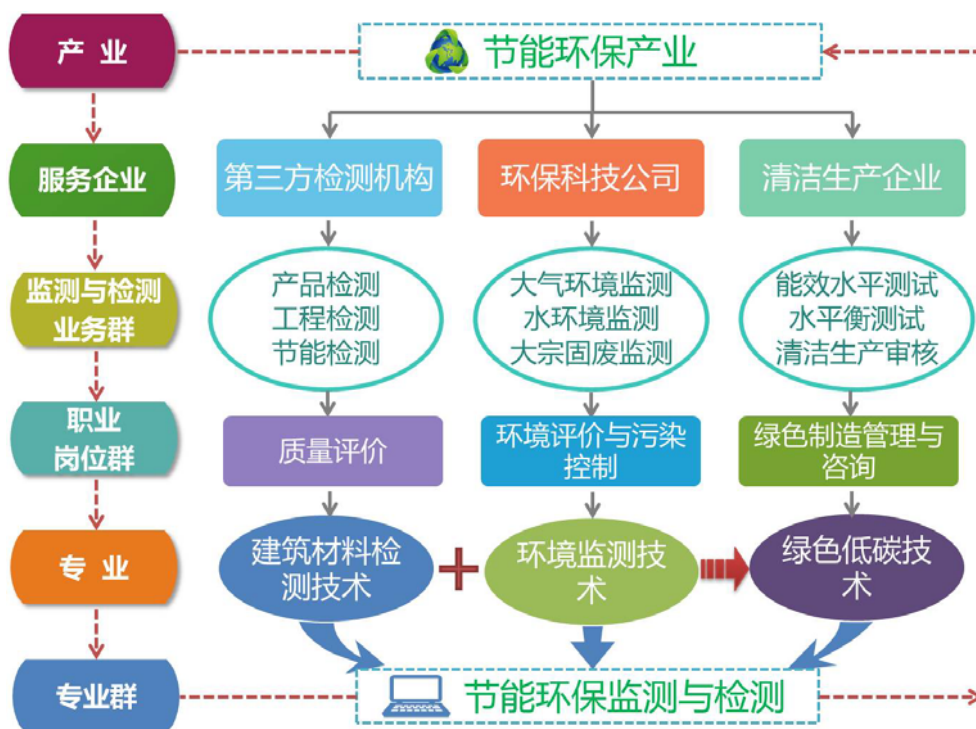 产 业
节能环保产业
服务企业
第三方检测机构
环保科技公司
清洁生产企业
监测与检测
业务群
产品检测
工程检测
节能检测
大气环境监测
水环境监测
大宗固废监测
能效水平测试
水平衡测试
清洁生产审核
职业
岗位群
质量评价
环境评价与污染
控制
绿色制造管理与
咨询
专 业
建筑材料检
测技术
环境监测技
术
绿色低碳技
术
专业群
节能环保监测与检测